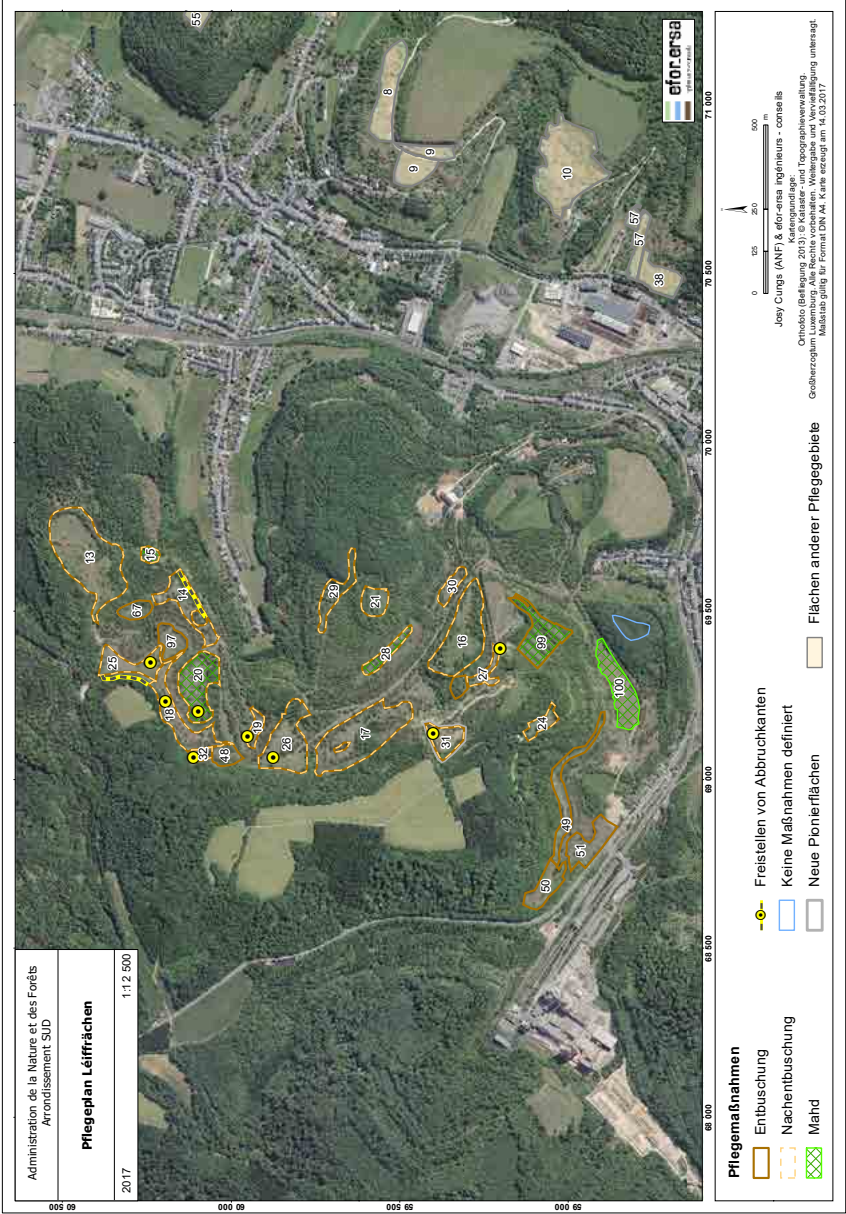 Administration de la Nature et des Forêts
Arrondissement SUD
Pflegeplan Léiffrächen
2017
1:12 500
09 500
09 000
69 500
69 000
68 000
68 500
69 000
69 500
70 000
70 500
71 000
55
8
9
9
10
57
57
38
13
15
67
14
97
25
20
18
32
48
19
26
29
21
28
30
16
17
27
31
99
24
100
49
51
50
efor.ersa
Pflegemaßnahmen
Entbuschung
Nachentbuschung
Mahd
Freistellen von Abbruchkanten
Keine Maßnahmen definiert
Neue Pionierflächen
Flächen anderer Pflegegebiete
0 125 250 500
m
Josy Cungs (ANF) & efor-ersa ingénieurs - conseils
Kartengrundlage:
Orthofoto (Befliegung 2013): © Kataster- und Topographieverwaltung.
Großherzogtum Luxemburg. Alle Rechte vorbehalten. Weitergabe und Vervielfältigung untersagt.
Maßstab gültig für Format DIN A4. Karte erzeugt am 14.03.2017